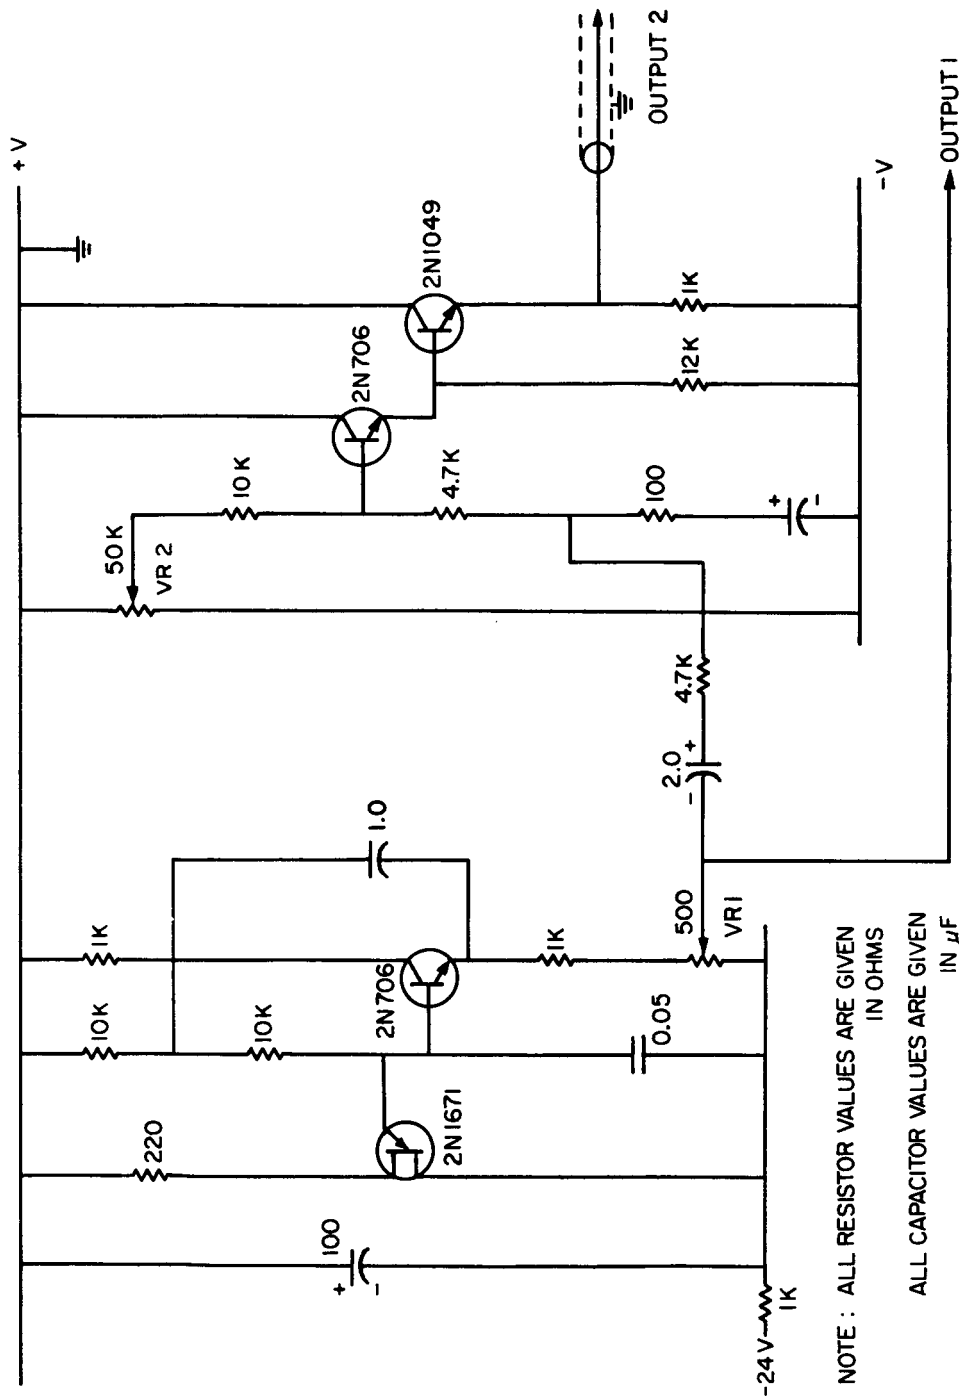 +V
OUTPUT 2
2N1049
2N706
1K
12K
-V
OUTPUT 1
10K
4.7K
100
+
-
50K
VR2
4.7K
- 2.0 +
1.0
1K
10K
10K
2N706
1K
500
VR1
0.05
220
2N1671
100
+
-
-24V
1K
NOTE : ALL RESISTOR VALUES ARE GIVEN
IN OHMS
ALL CAPACITOR VALUES ARE GIVEN
IN μF